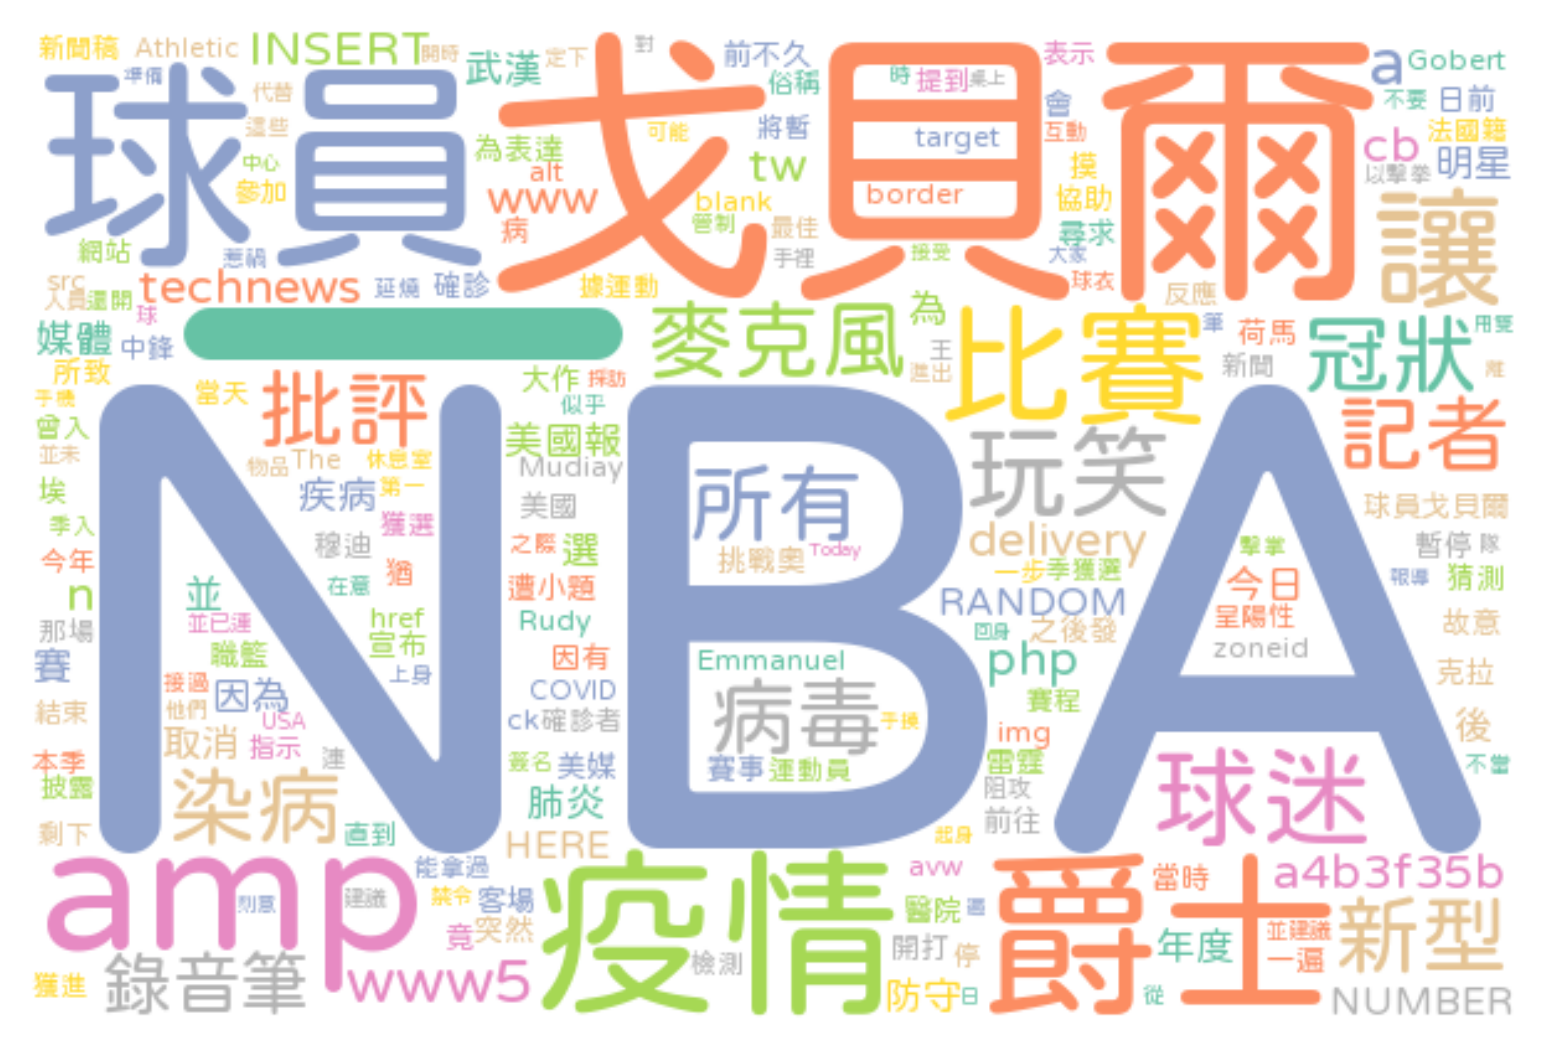 新聞稿 Athletic INSERT 開時 武漢 定下 對 前不久 表示 a Gobert
球員 準備 代替 這些 中心 參加 戈貝爾 俗稱 時 提到 桌上 會 不要 日前
為表達 可能 將暫 target 互動 cb 法國籍
alt tw 摸 以擊拳 明星
www blank border 協助 讓
病 管制 最佳 尋求
網站 惹禍 手裡 接受 大家
src technews 延燒 確診 據運動 球衣 反應
人員 還開 球 一 麥克風 為 比賽 筆 荷馬 冠狀 用雙
媒體 中鋒 王 新聞
所致 當天 批評 大作 採訪 進出 離
手機 似乎 記者
曾入 NBA 美國報 玩笑
並未 物品 The 休息室 Mudiay 所有
埃 疾病 第一 美國 球員戈貝爾
季入 獲選 delivery
穆迪 之際 選 挑戰奧 Today 擊掌 暫停 隊
今年 猶 一步 季獲選 報導 猜測
n 並 在意 遭小題 RANDOM 今日
並已連 href Rudy 回身 之後發 呈陽性 故意
那場 宣布 zoneid
賽 職籃 因有 Emmanuel php
上身 克拉
接過 因為 COVID 病毒 賽程
結束 他們 USA ck 確診者 手摸 後
取消 指示 img
本季 連 簽名 美媒 賽事 運動員 雷霆 球迷 不當
披露 染病 肺炎 阻攻
剩下 直到 HERE 前往
起身
amp 能拿過 疫情 avw 爵士 當時 a4b3f35b
刻意 建議 禁令 客場 醫院 區 新型
竟 突然 並建議
錄音筆 www5 檢測 開打 停 年度 一遍
獲進 防守 日 從 NUMBER